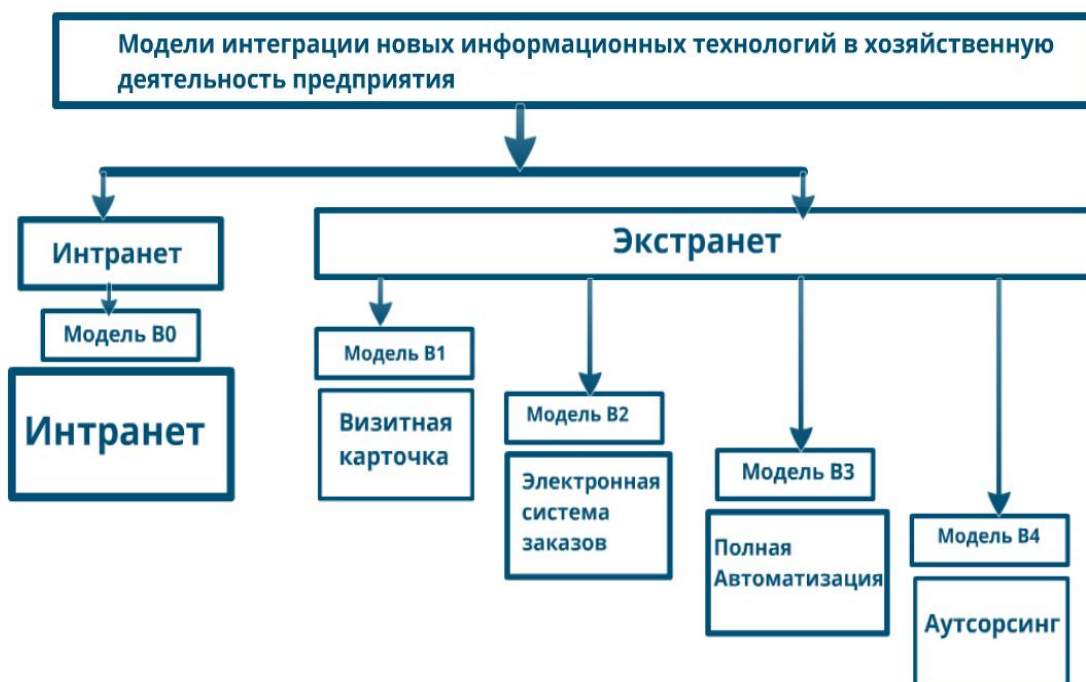 Модели интеграции новых информационных технологий в хозяйственную
деятельность предприятия
Интранет
Экстранет
Модель В0
Интранет
Модель В1
Визитная
карточка
Модель В2
Электронная
система
заказов
Модель В3
Полная
Автоматизация
Модель В4
Аутсорсинг